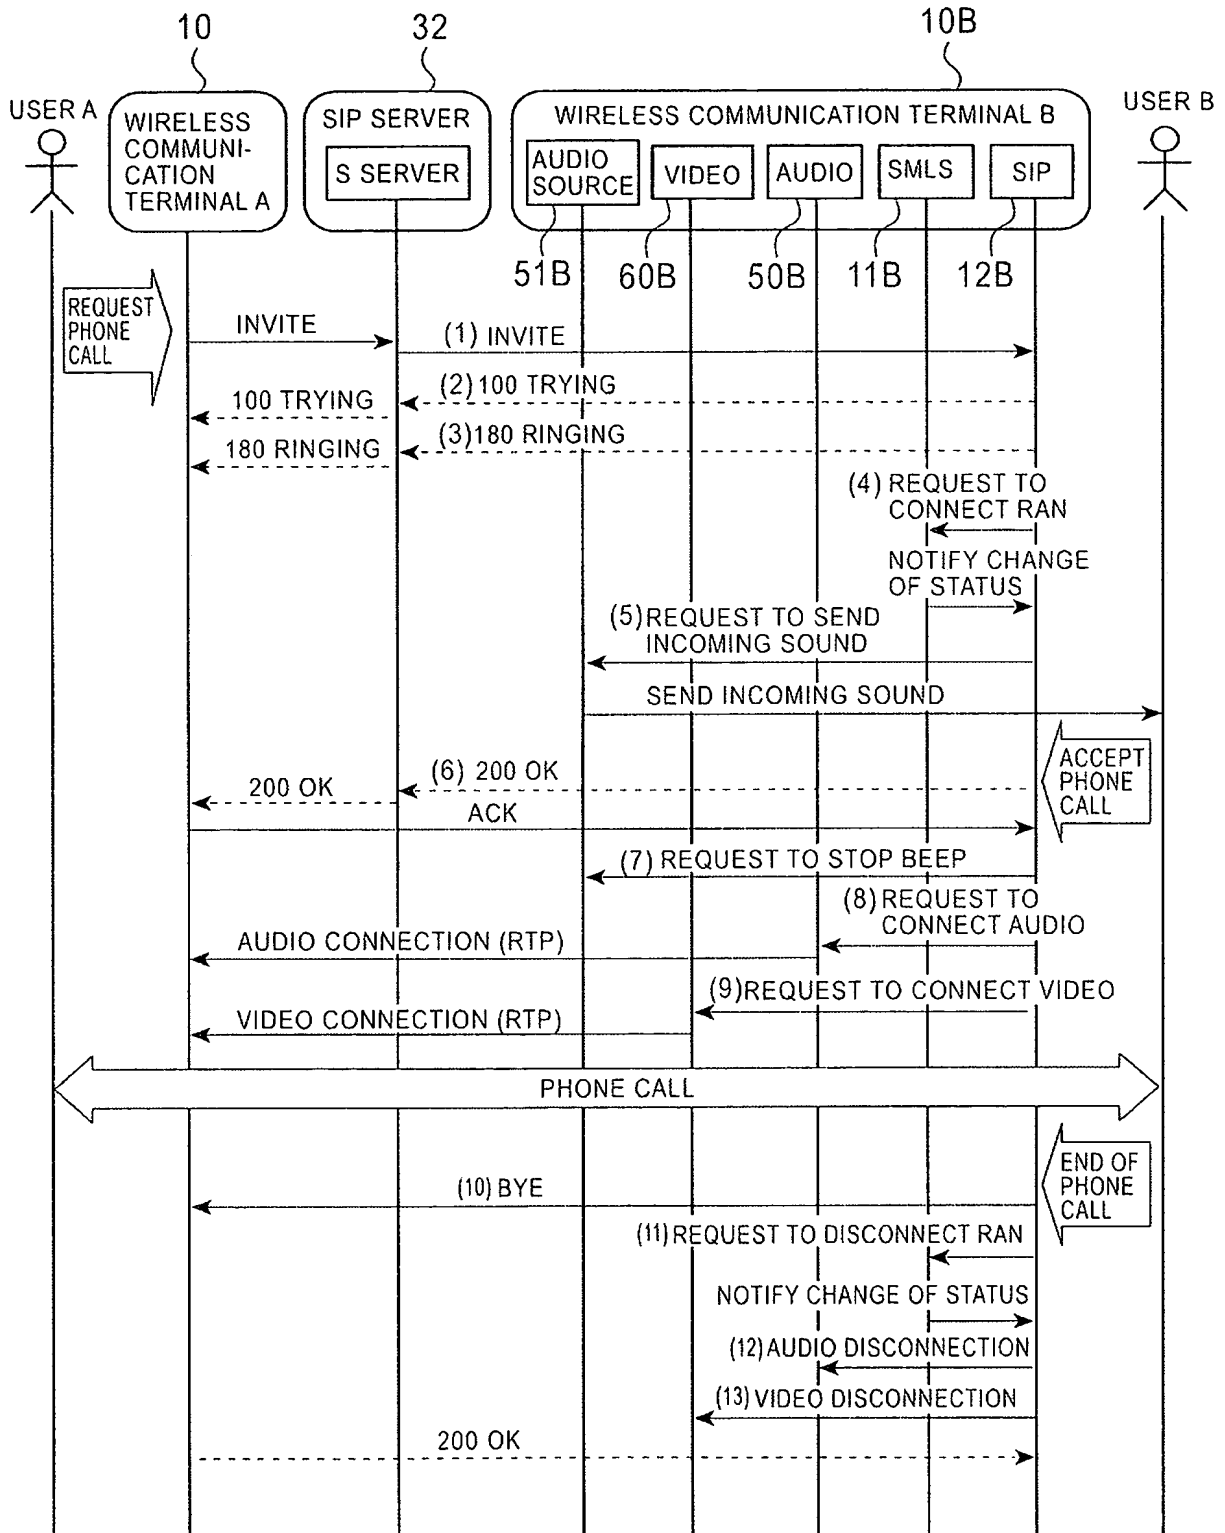 10
32
10B
USER A
WIRELESS
COMMUNI-
CATION
TERMINAL A
SIP SERVER
S SERVER
WIRELESS COMMUNICATION TERMINAL B
AUDIO
SOURCE
VIDEO
AUDIO
SMLS
SIP
USER B
51B
60B
50B
11B
12B
REQUEST
PHONE
CALL
INVITE
(1) INVITE
(2) 100 TRYING
100 TRYING
(3)180 RINGING
180 RINGING
(4) REQUEST TO
CONNECT RAN
NOTIFY CHANGE
OF STATUS
(5)REQUEST TO SEND
INCOMING SOUND
SEND INCOMING SOUND
ACCEPT
PHONE
CALL
(6) 200 OK
200 OK
ACK
(7) REQUEST TO STOP BEEP
(8) REQUEST TO
CONNECT AUDIO
AUDIO CONNECTION (RTP)
(9)REQUEST TO CONNECT VIDEO
VIDEO CONNECTION (RTP)
PHONE CALL
END OF
PHONE
CALL
(10) BYE
(11)REQUEST TO DISCONNECT RAN
NOTIFY CHANGE OF STATUS
(12)AUDIO DISCONNECTION
(13) VIDEO DISCONNECTION
200 OK